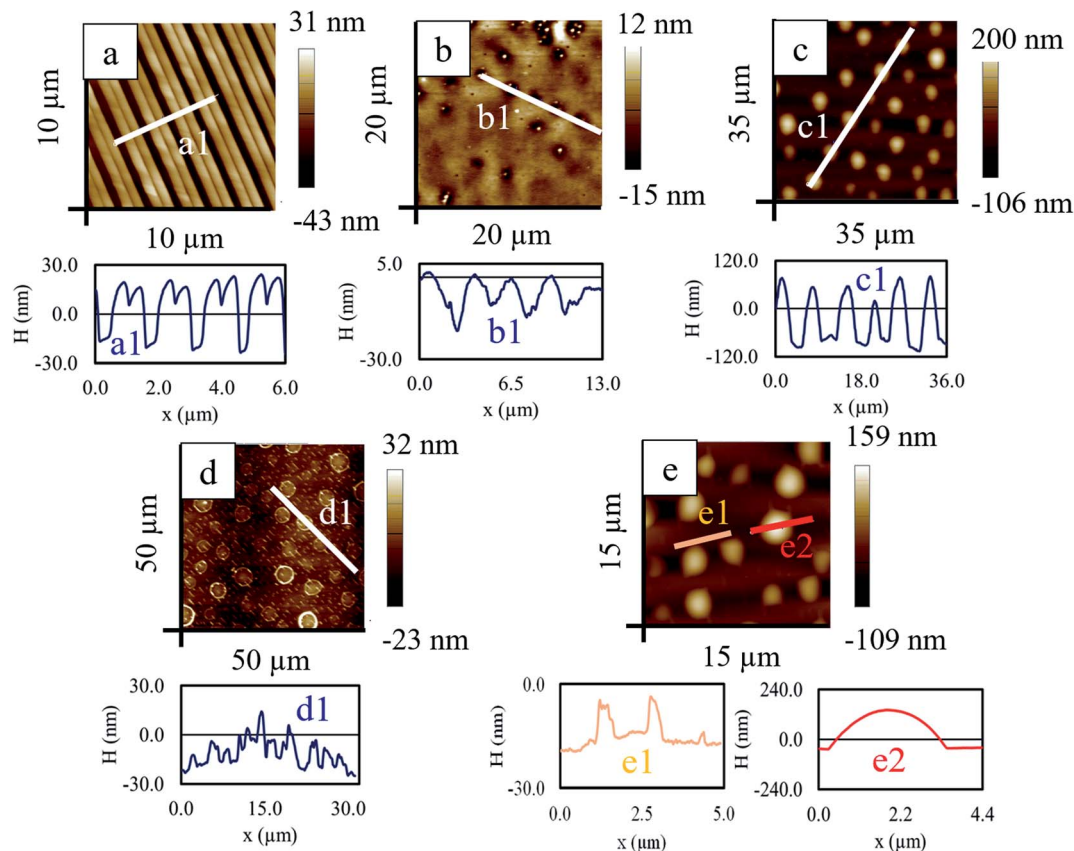 a
a1
10 µm
10 µm
31 nm
-43 nm
b
b1
20 µm
20 µm
12 nm
-15 nm
c
c1
35 µm
35 µm
200 nm
-106 nm
30.0
0.0
-30.0
H (nm)
a1
0.0 2.0 4.0 6.0
x (µm)
5.0
-30.0
H (nm)
b1
0.0 6.5 13.0
x (µm)
120.0
0.0
-120.0
H (nm)
c1
0.0 18.0 36.0
x (µm)
d
d1
50 µm
50 µm
32 nm
-23 nm
e
e1
e2
15 µm
15 µm
159 nm
-109 nm
30.0
0.0
-30.0
H (nm)
d1
0.0 15.0 30.0
x (µm)
0.0
-30.0
H (nm)
e1
0.0 2.5 5.0
x (µm)
240.0
0.0
-240.0
H (nm)
e2
0.0 2.2 4.4
x (µm)